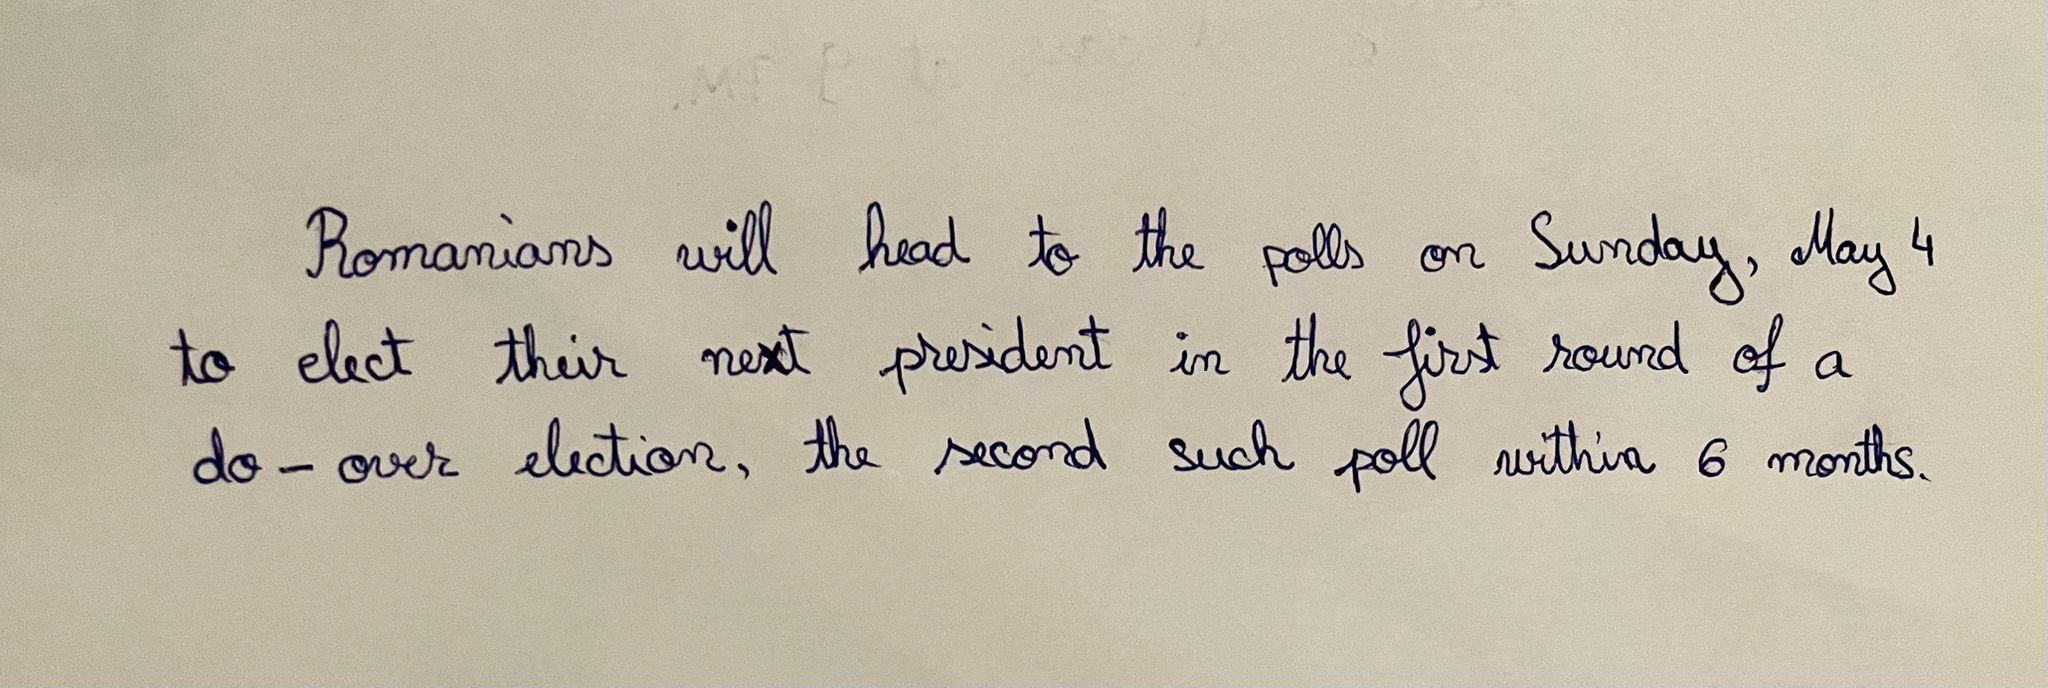 Romanians will head to the polls on Sunday, May 4
to elect their next president in the first round of a
do-over election, the second such poll within 6 months.